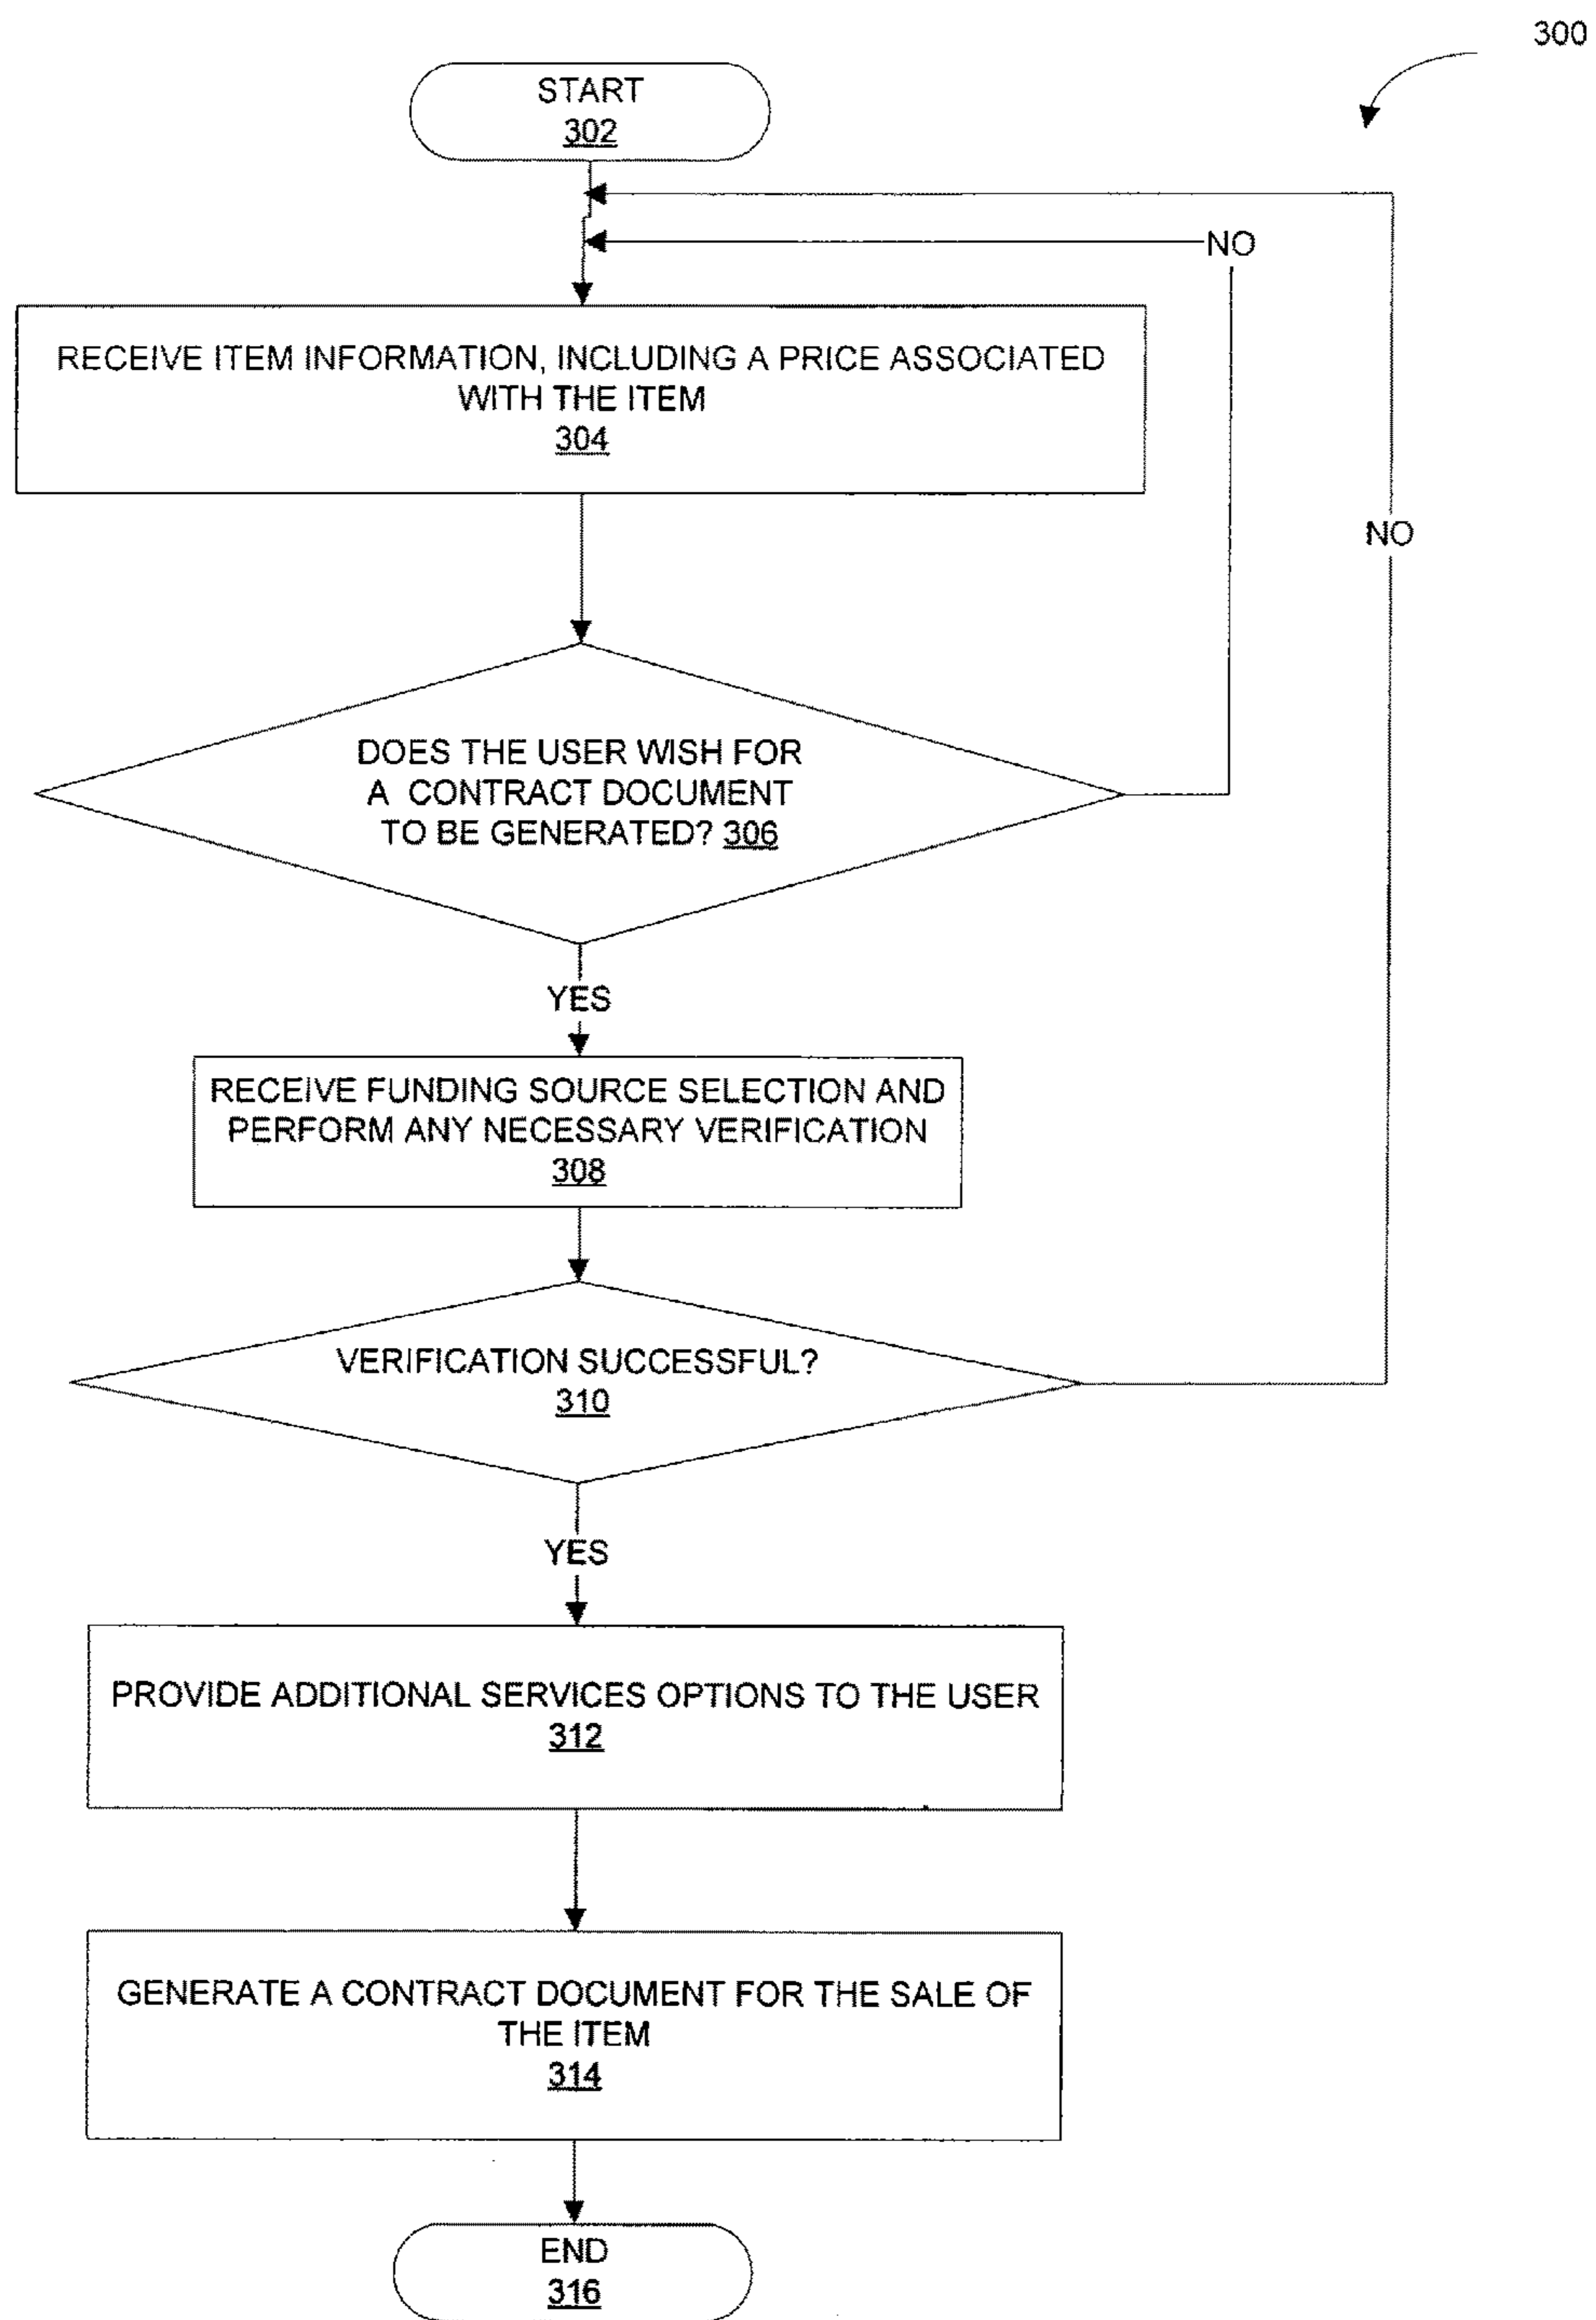 300
START
302
NO
RECEIVE ITEM INFORMATION, INCLUDING A PRICE ASSOCIATED
WITH THE ITEM
304
NO
DOES THE USER WISH FOR
A CONTRACT DOCUMENT
TO BE GENERATED? 306
YES
RECEIVE FUNDING SOURCE SELECTION AND
PERFORM ANY NECESSARY VERIFICATION
308
VERIFICATION SUCCESSFUL?
310
YES
PROVIDE ADDITIONAL SERVICES OPTIONS TO THE USER
312
GENERATE A CONTRACT DOCUMENT FOR THE SALE OF
THE ITEM
314
END
316